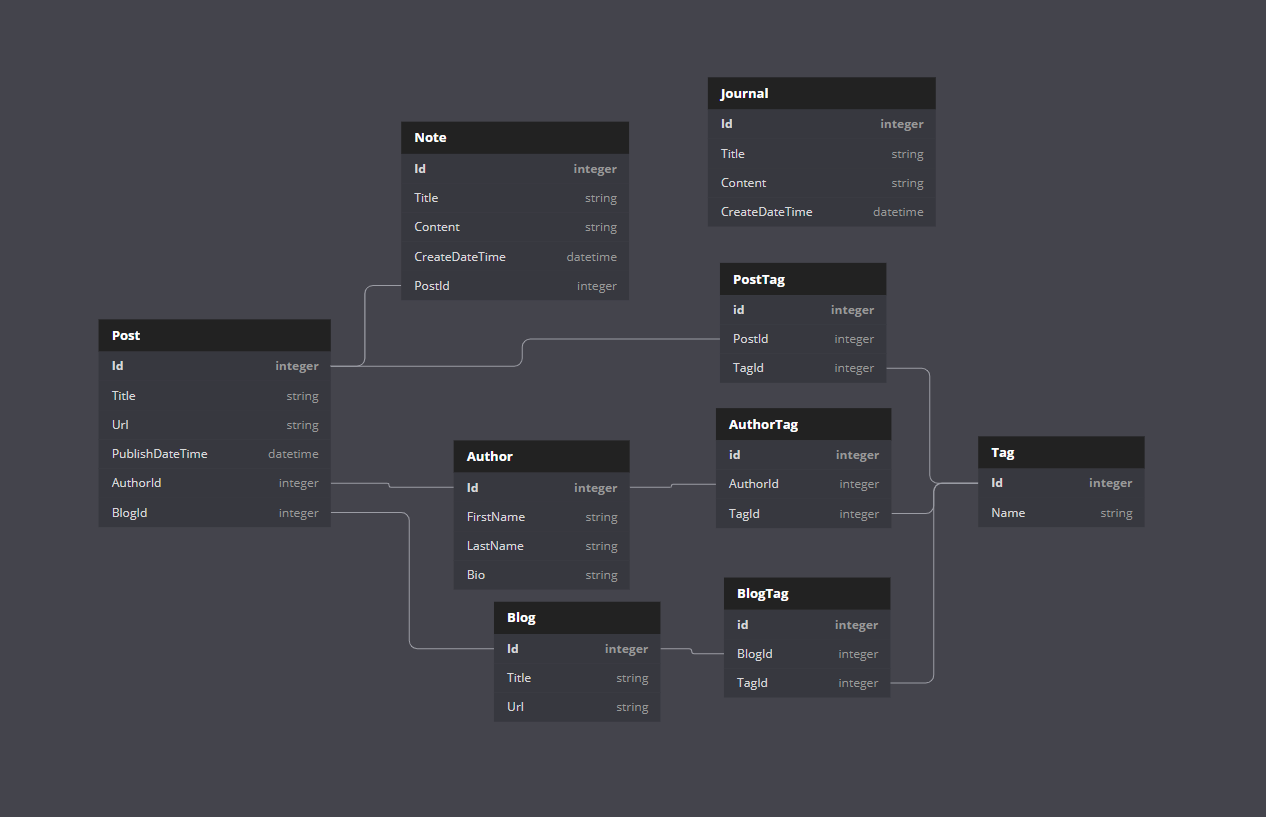 Journal
Id integer
Title string
Content string
CreateDateTime datetime
Note
Id integer
Title string
Content string
CreateDateTime datetime
PostId integer
PostTag
id integer
PostId integer
TagId integer
Post
Id integer
Title string
Url string
PublishDateTime datetime
AuthorId integer
BlogId integer
AuthorTag
id integer
AuthorId integer
TagId integer
Tag
Id integer
Name string
Author
Id integer
FirstName string
LastName string
Bio string
BlogTag
id integer
BlogId integer
TagId integer
Blog
Id integer
Title string
Url string